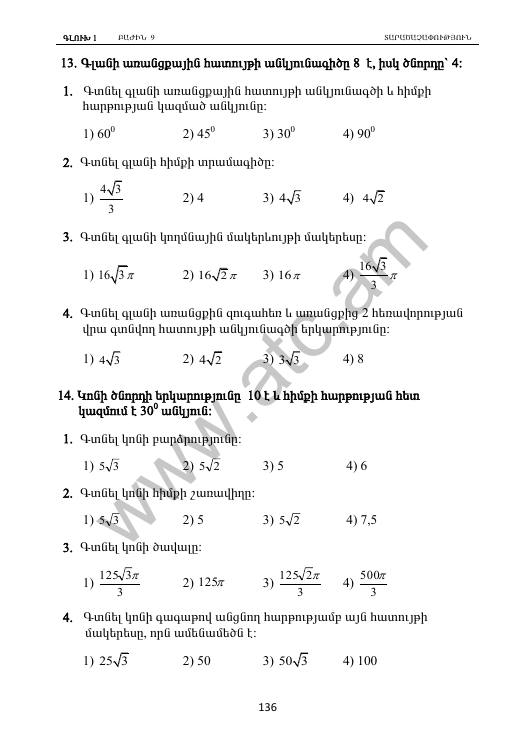 ԳԼՈՒԽ 1 ԲԱԺԻՆ 9 ՏԱՐԱԾԱՉԱՓՈՒԹՅՈՒՆ
13. Գլանի առանցքային հատույթի անկյունագիծը 8 է, իսկ ծնորդը՝ 4:
1. Գտնել գլանի առանցքային հատույթի անկյունագծի և հիմքի
հարթության կազմած անկյունը:
1) 60⁰ 2) 45⁰ 3) 30⁰ 4) 90⁰
2. Գտնել գլանի հիմքի տրամագիծը:
1) 4√3/3 2) 4 3) 4√3 4) 4√2
3. Գտնել գլանի կողմնային մակերևույթի մակերեսը:
1) 16√3π 2) 16√2π 3) 16π 4) 16√3/3 π
4. Գտնել գլանի առանցքին զուգահեռ և առանցքից 2 հեռավորության
վրա գտնվող հատույթի անկյունագծի երկարությունը:
1) 4√3 2) 4√2 3) 3√3 4) 8
14. Կոնի ծնորդի երկարությունը 10 է և հիմքի հարթության հետ
կազմում է 30⁰ անկյուն:
1. Գտնել կոնի բարձրությունը:
1) 5√3 2) 5√2 3) 5 4) 6
2. Գտնել կոնի հիմքի շառավիղը:
1) 5√3 2) 5 3) 5√2 4) 7,5
3. Գտնել կոնի ծավալը:
1) 125√3π/3 2) 125π 3) 125√2π/3 4) 500π/3
4. Գտնել կոնի գագաթով անցնող հարթությամբ այն հատույթի
մակերեսը, որն ամենամեծն է:
1) 25√3 2) 50 3) 50√3 4) 100
136
www.atc.am